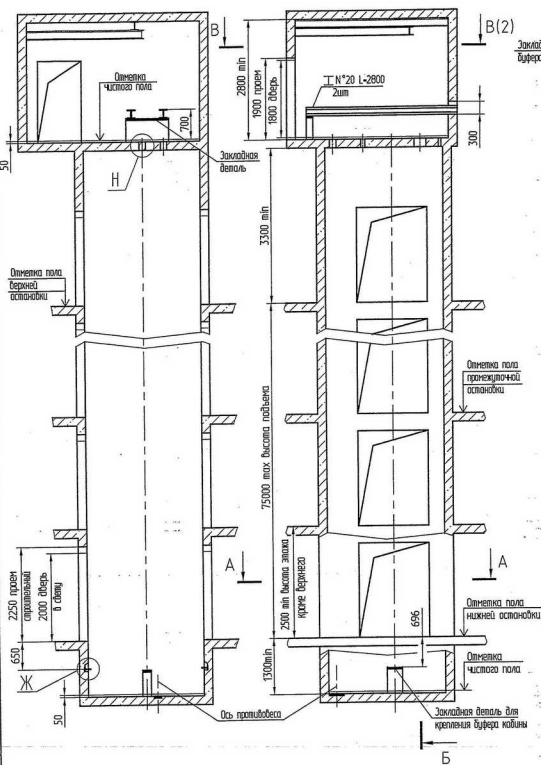 В
В(2)
Заклад
буфера
Отметка
чистого пола
700
50
Закладная
деталь
Н
2800 min
1900 проем
1800 дверь
I N°20 L=2800
2шт
300
3300 min
Отметка пола
верхней
остановки
Отметка пола
промежуточной
остановки
75000 max высота подъема
2500 min высота этажа
кроме верхнего
А
А
2250 проем
строительный
2000 дверь
в свету
650
Ж
50
Ось противовеса
1300min
696
Отметка пола
нижней остановки
Отметка
чистого пола
Закладная деталь для
крепления буфера кабины
Б